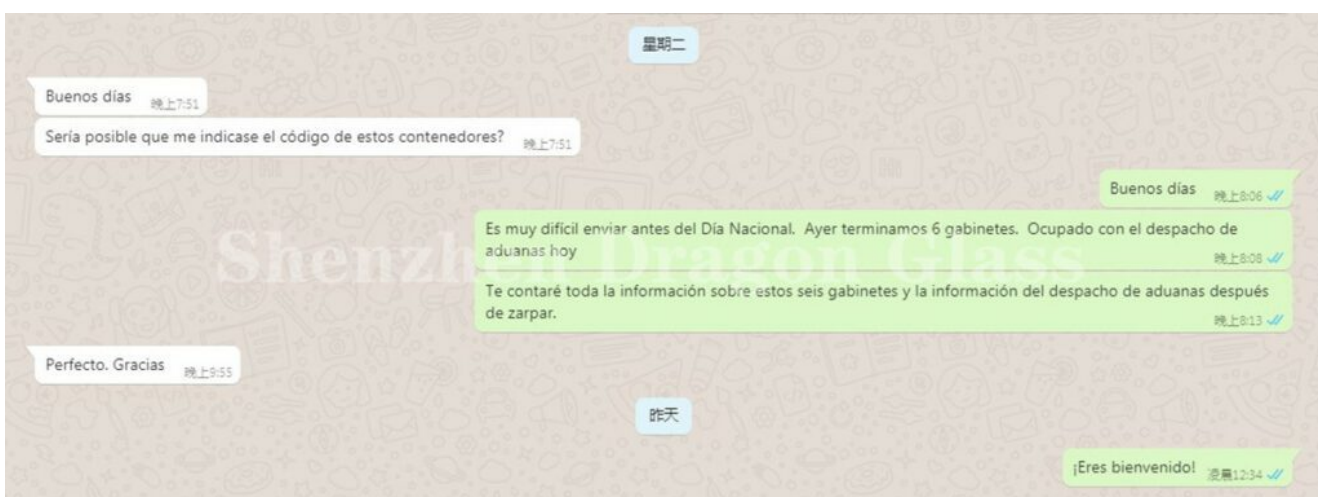 星期二
Buenos días 晚上7:51
Sería posible que me indicase el código de estos contenedores? 晚上7:51
Buenos días 晚上8:06
Es muy difícil enviar antes del Día Nacional. Ayer terminamos 6 gabinetes. Ocupado con el despacho de
aduanas hoy 晚上8:08
Te contaré toda la información sobre estos seis gabinetes y la información del despacho de aduanas después
de zarpar. 晚上8:13
Shenzhen Dragon Glass
Perfecto. Gracias 晚上9:55
昨天
¡Eres bienvenido! 凌晨12:34